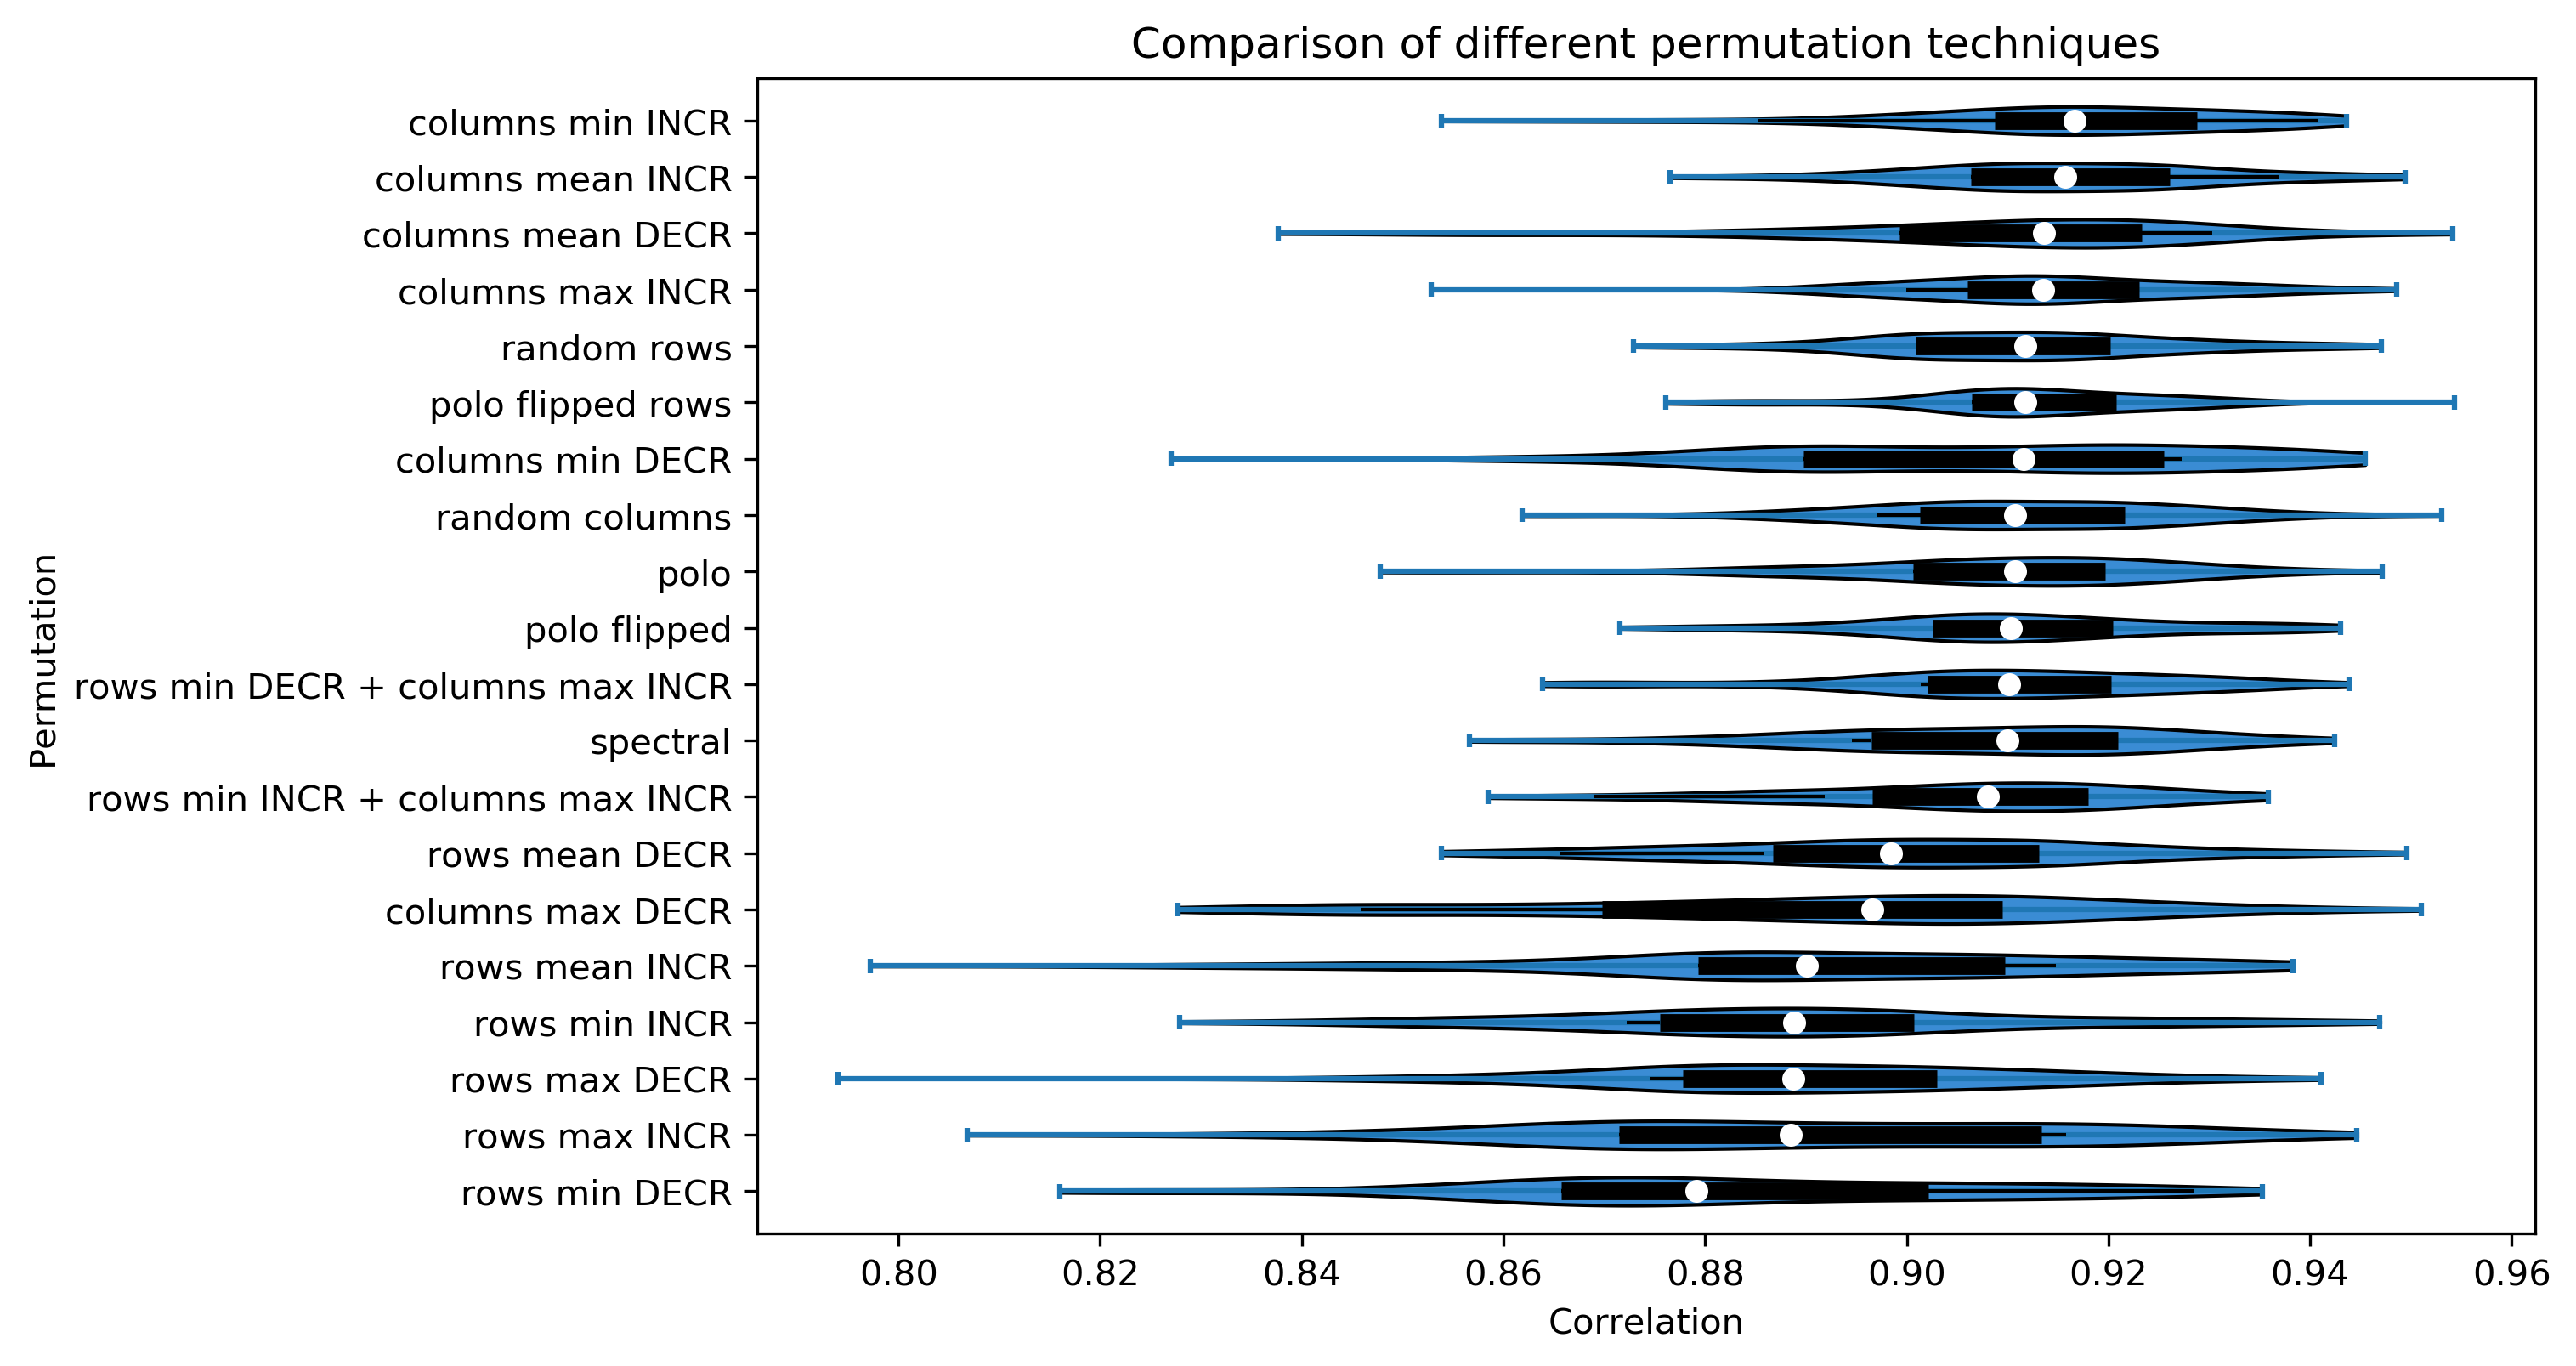 Comparison of different permutation techniques
Permutation
columns min INCR
columns mean INCR
columns mean DECR
columns max INCR
random rows
polo flipped rows
columns min DECR
random columns
polo
polo flipped
rows min DECR + columns max INCR
spectral
rows min INCR + columns max INCR
rows mean DECR
columns max DECR
rows mean INCR
rows min INCR
rows max DECR
rows max INCR
rows min DECR
0.80 0.82 0.84 0.86 0.88 0.90 0.92 0.94 0.96
Correlation